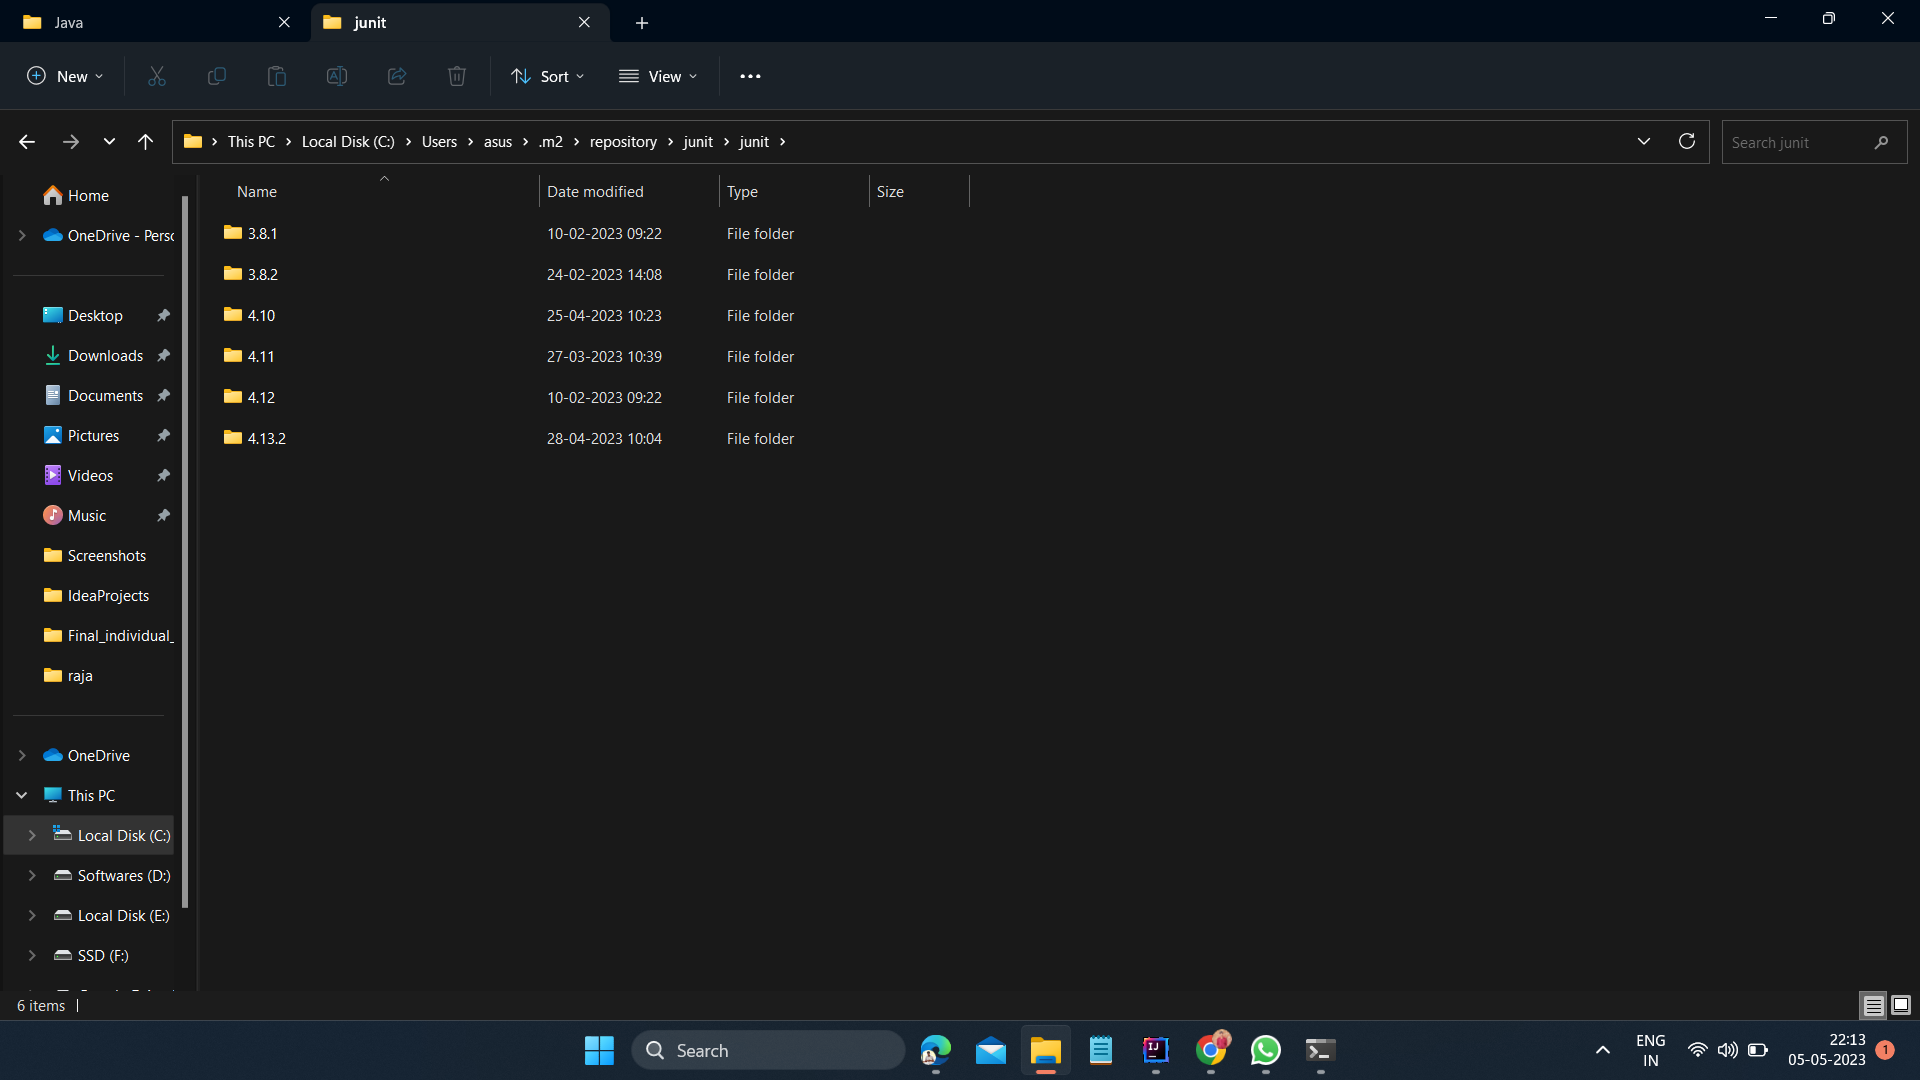 Java
junit
New
Sort
View
This PC
Local Disk (C:)
Users
asus
.m2
repository
junit
junit
Search junit
Home
OneDrive - Perso
Desktop
Downloads
Documents
Pictures
Videos
Music
Screenshots
IdeaProjects
Final_individual_
raja
OneDrive
This PC
Local Disk (C:)
Softwares (D:)
Local Disk (E:)
SSD (F:)
Name Date modified Type Size
3.8.1 10-02-2023 09:22 File folder
3.8.2 24-02-2023 14:08 File folder
4.10 25-04-2023 10:23 File folder
4.11 27-03-2023 10:39 File folder
4.12 10-02-2023 09:22 File folder
4.13.2 28-04-2023 10:04 File folder
6 items
Search
IJ
ENG
IN
22:13
05-05-2023
1